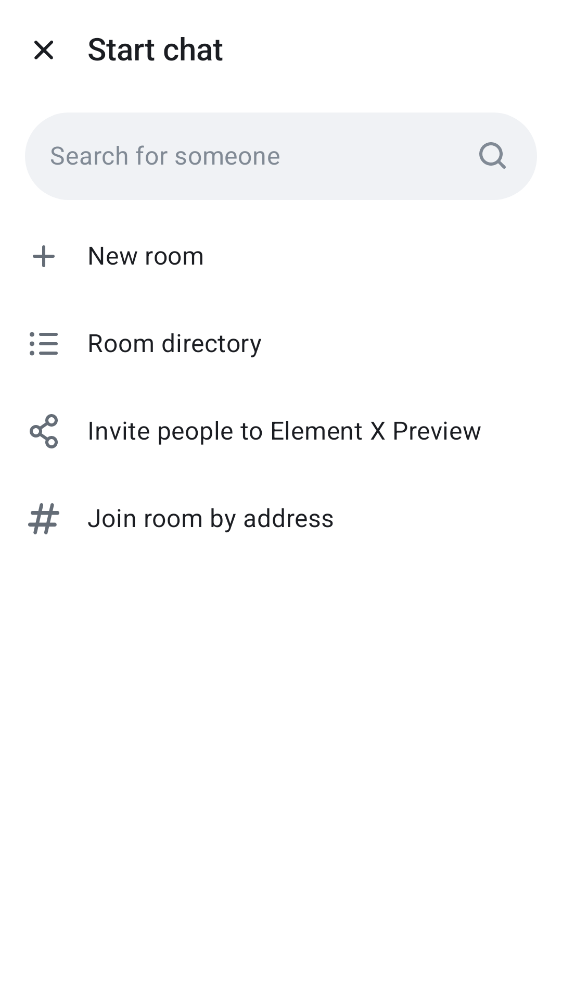 Start chat
Search for someone
New room
Room directory
Invite people to Element X Preview
Join room by address